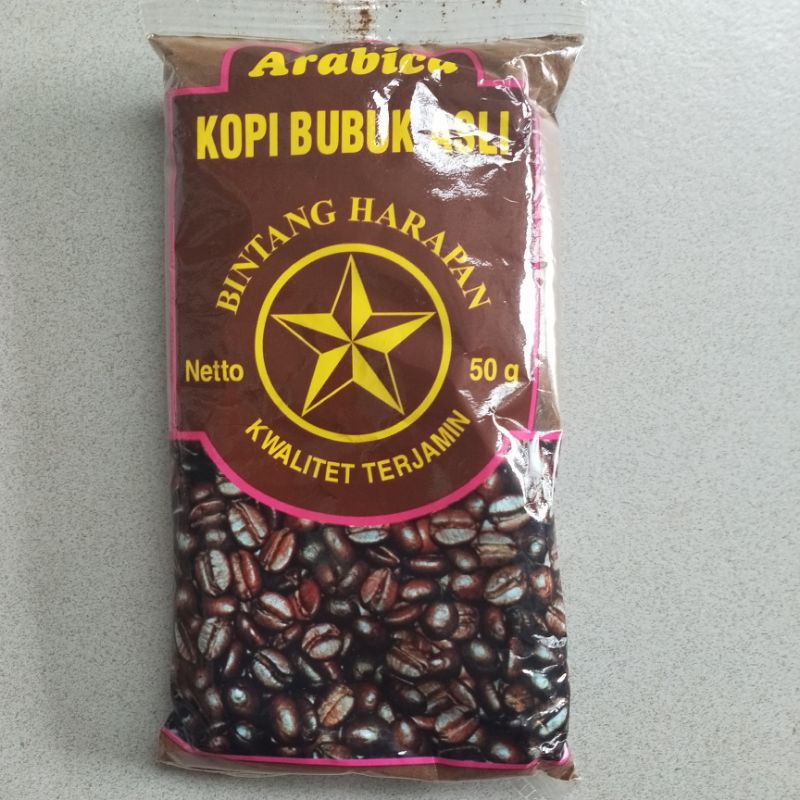 Arabica
KOPI BUBUK ASLI
BINTANG HARAPAN
Netto
50 g
KWALITET TERJAMIN